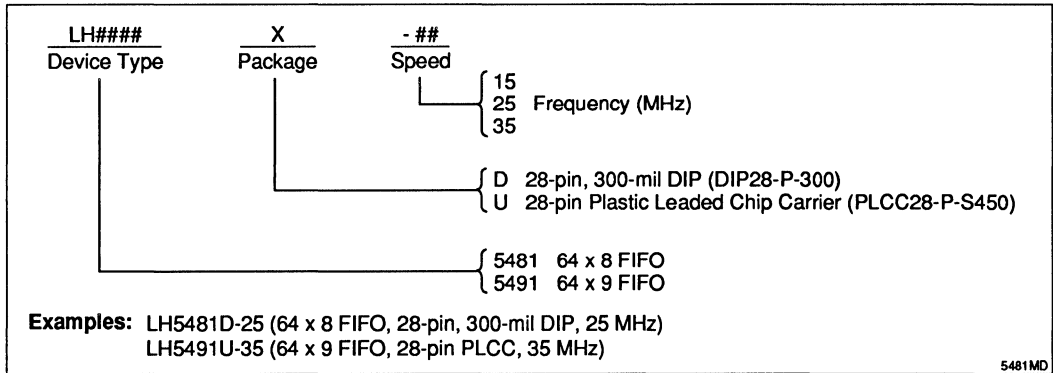 LH#### X - ##
Device Type Package Speed
15
25 Frequency (MHz)
35
D 28-pin, 300-mil DIP (DIP28-P-300)
U 28-pin Plastic Leaded Chip Carrier (PLCC28-P-S450)
5481 64 x 8 FIFO
5491 64 x 9 FIFO
Examples: LH5481D-25 (64 x 8 FIFO, 28-pin, 300-mil DIP, 25 MHz)
LH5491U-35 (64 x 9 FIFO, 28-pin PLCC, 35 MHz)
5481MD